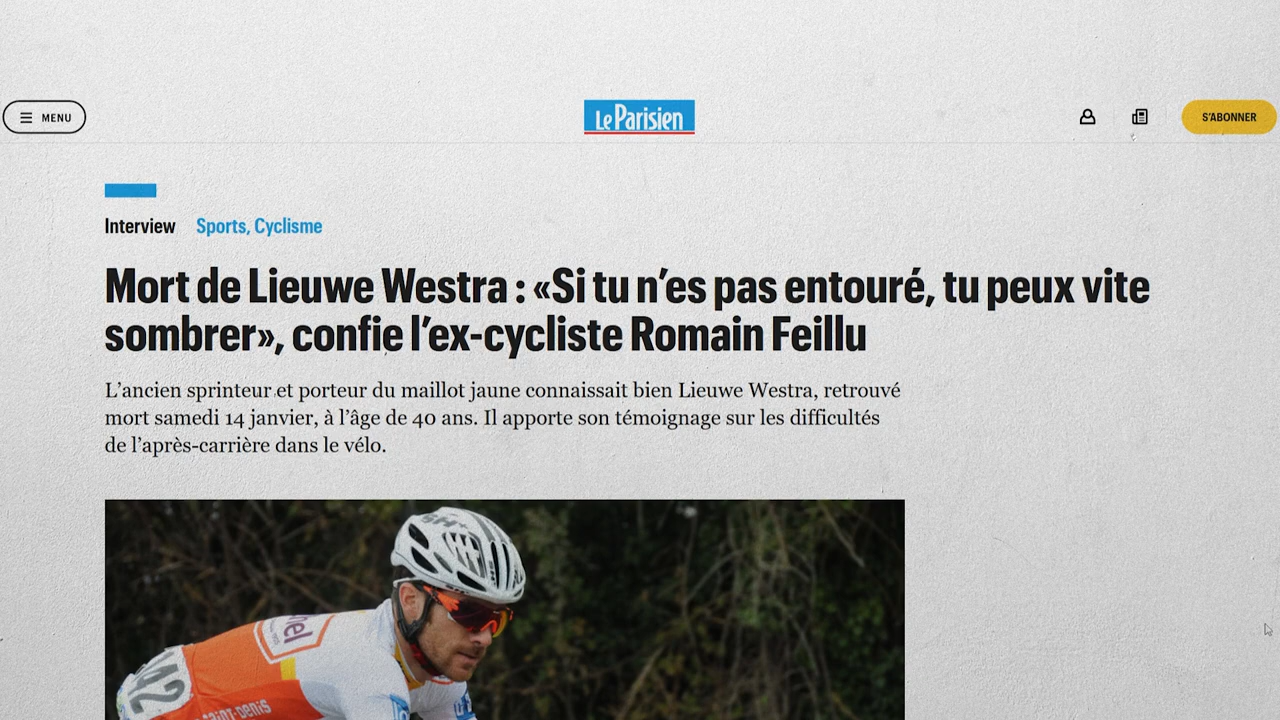 MENU
Le Parisien
S'ABONNER
Interview Sports, Cyclisme
Mort de Lieuwe Westra : «Si tu n'es pas entouré, tu peux vite
sombrer», confie l'ex-cycliste Romain Feillu
L'ancien sprinteur et porteur du maillot jaune connaissait bien Lieuwe Westra, retrouvé
mort samedi 14 janvier, à l'âge de 40 ans. Il apporte son témoignage sur les difficultés
de l'après-carrière dans le vélo.